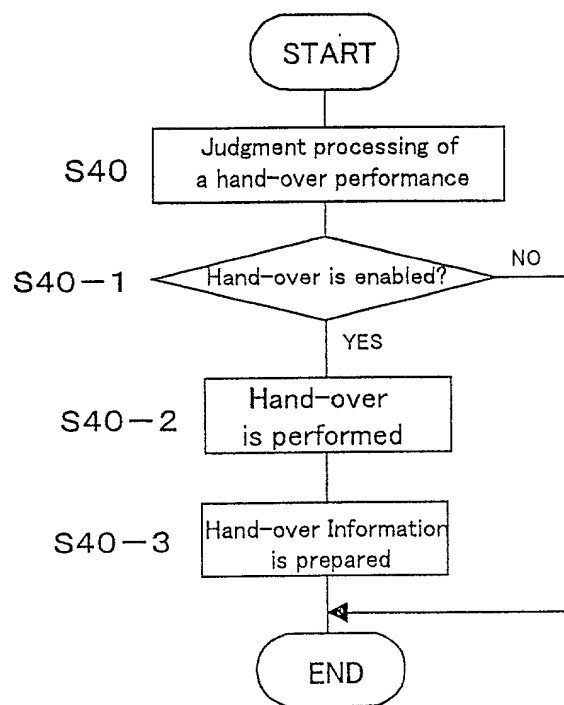 START
S40
Judgment processing of
a hand-over performance
S40-1
Hand-over is enabled?
NO
YES
S40-2
Hand-over
is performed
S40-3
Hand-over Information
is prepared
END